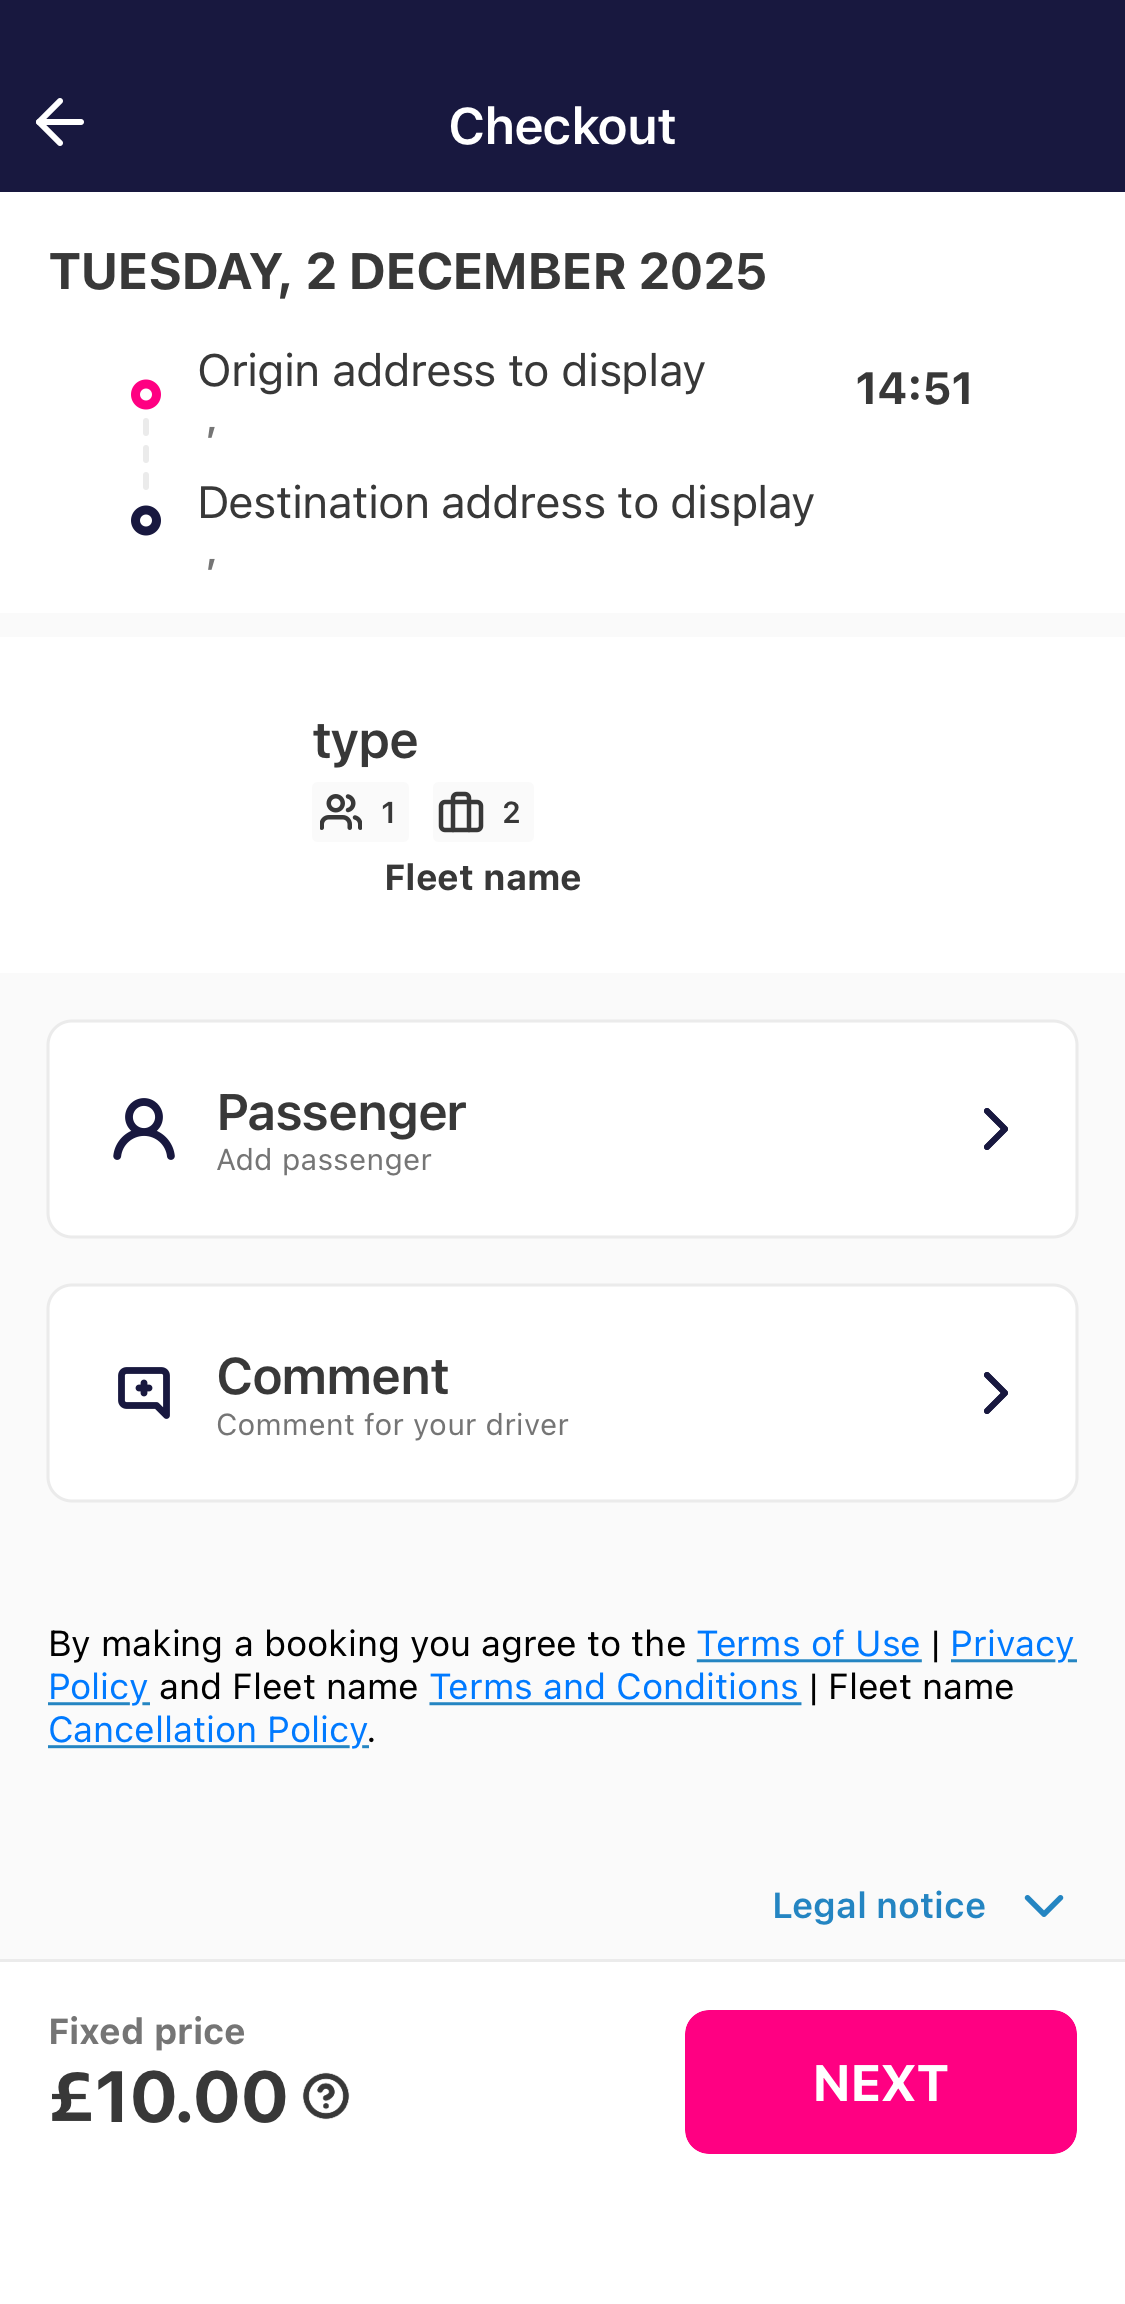 Checkout
TUESDAY, 2 DECEMBER 2025
Origin address to display
14:51
,
Destination address to display
,
type
1 2
Fleet name
Passenger
Add passenger
Comment
Comment for your driver
By making a booking you agree to the Terms of Use | Privacy
Policy and Fleet name Terms and Conditions | Fleet name
Cancellation Policy.
Legal notice
Fixed price
£10.00
NEXT